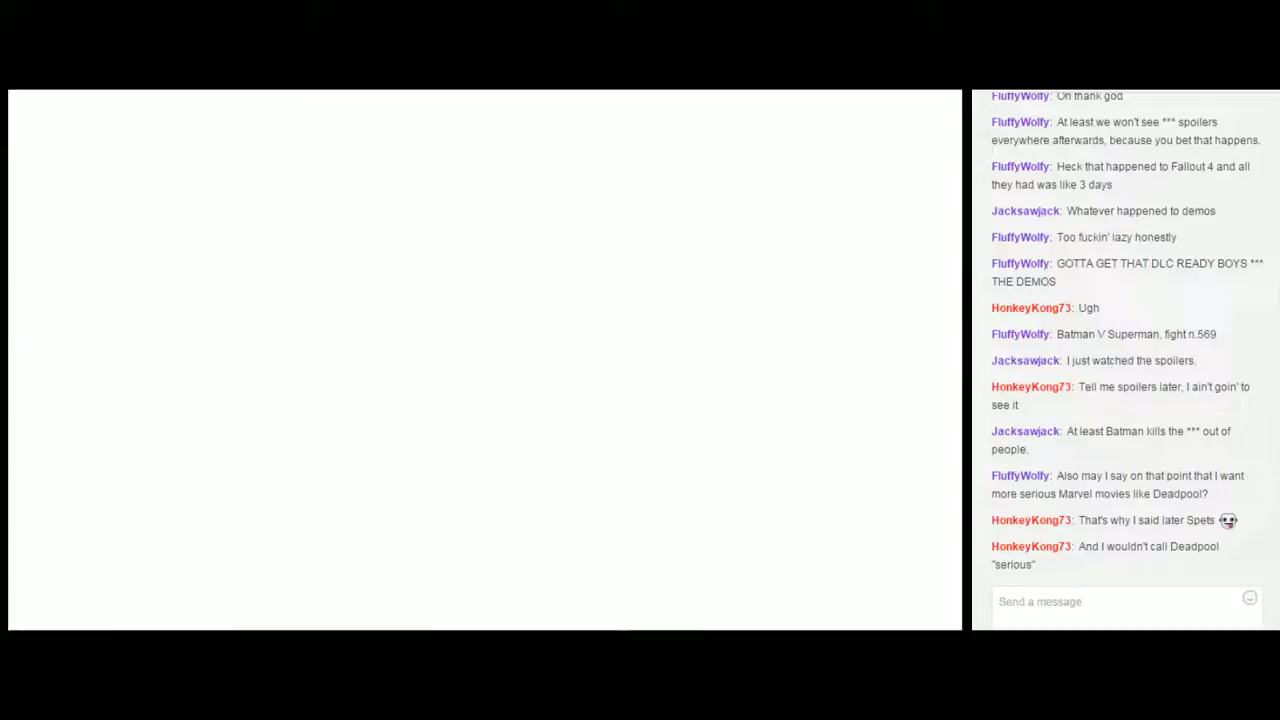 FluffyWolfy: Oh thank god
FluffyWolfy: At least we won't see *** spoilers
everywhere afterwards, because you bet that happens.
FluffyWolfy: Heck that happened to Fallout 4 and all
they had was like 3 days
Jacksawjack: Whatever happened to demos
FluffyWolfy: Too fuckin' lazy honestly
FluffyWolfy: GOTTA GET THAT DLC READY BOYS ***
THE DEMOS
HonkeyKong73: Ugh
FluffyWolfy: Batman V Superman, fight n.569
Jacksawjack: I just watched the spoilers.
HonkeyKong73: Tell me spoilers later, I ain't goin' to
see it
Jacksawjack: At least Batman kills the *** out of
people.
FluffyWolfy: Also may I say on that point that I want
more serious Marvel movies like Deadpool?
HonkeyKong73: That's why I said later Spets
HonkeyKong73: And I wouldn't call Deadpool
"serious"
Send a message